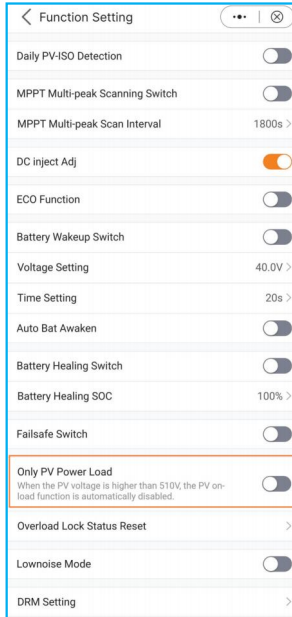 Function Setting
Daily PV-ISO Detection
MPPT Multi-peak Scanning Switch
MPPT Multi-peak Scan Interval 1800s >
DC inject Adj
ECO Function
Battery Wakeup Switch
Voltage Setting 40.0V >
Time Setting 20s >
Auto Bat Awaken
Battery Healing Switch
Battery Healing SOC 100% >
Failsafe Switch
Only PV Power Load
When the PV voltage is higher than 510V, the PV on-
load function is automatically disabled.
Overload Lock Status Reset >
Lownoise Mode
DRM Setting >